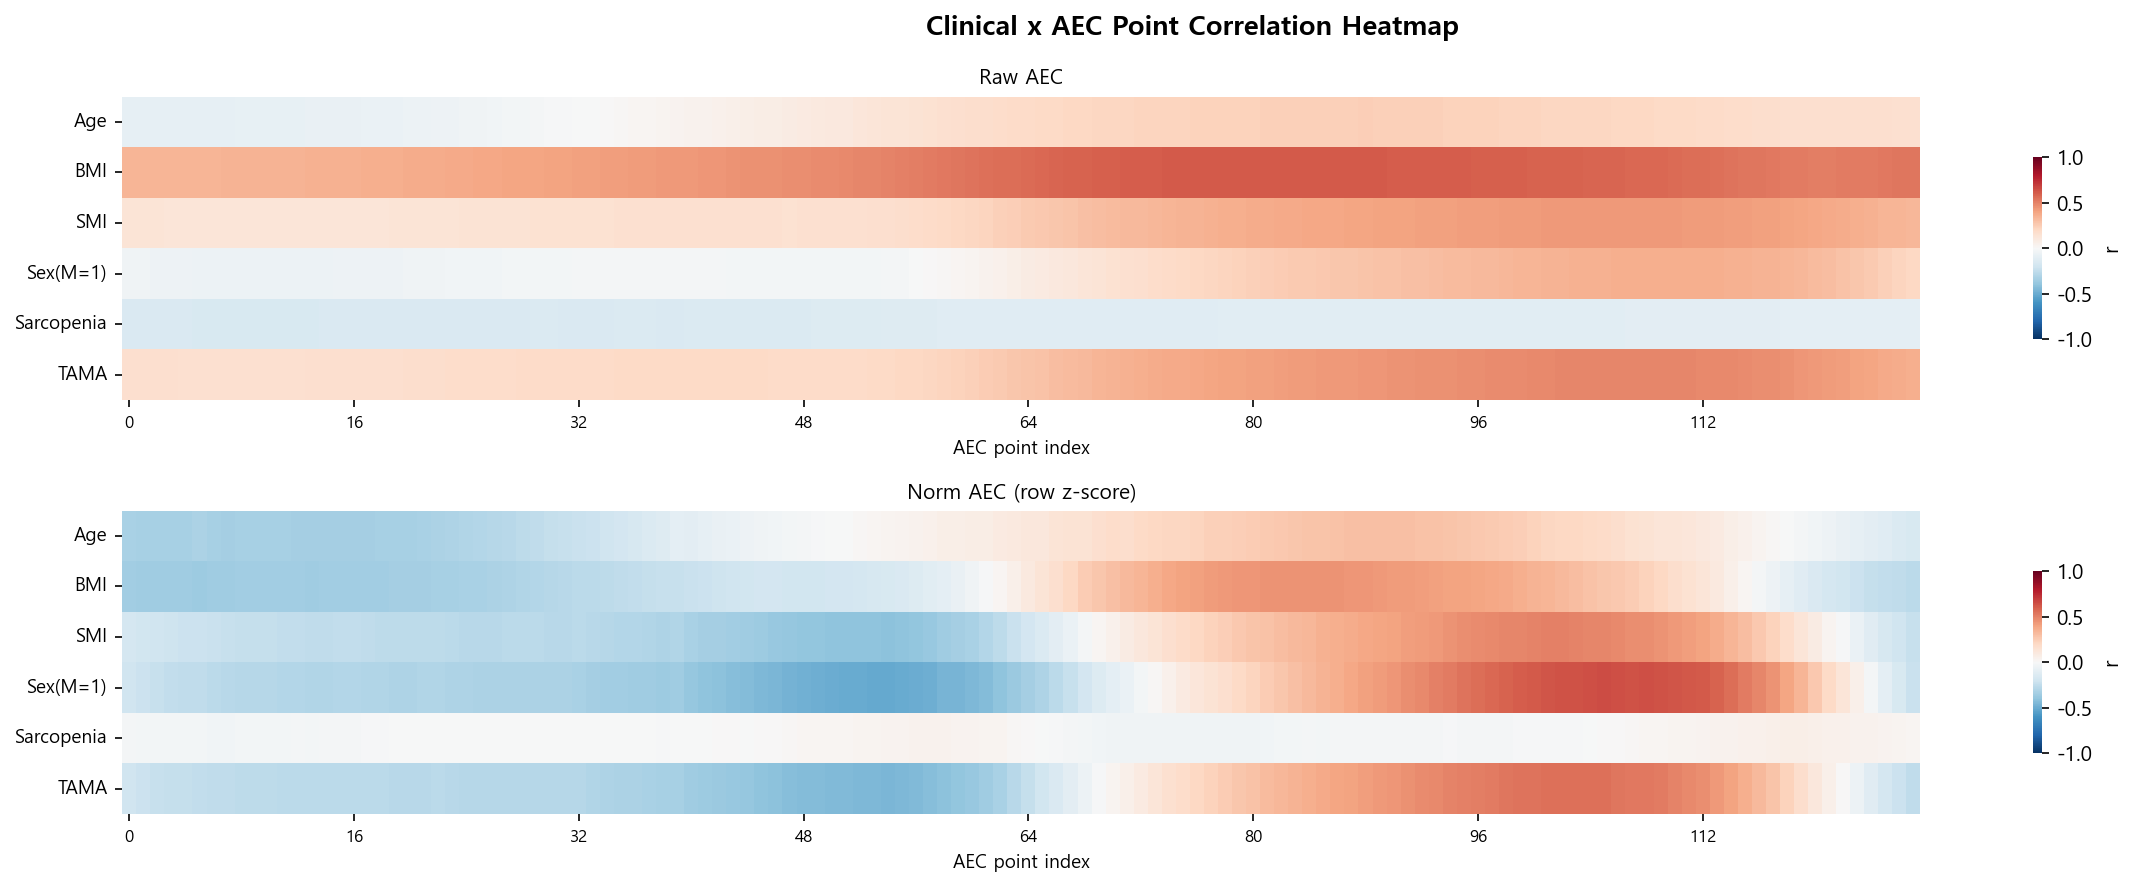 Clinical x AEC Point Correlation Heatmap
Raw AEC
Age
BMI
SMI
Sex(M=1)
Sarcopenia
TAMA
0 16 32 48 64 80 96 112
AEC point index
1.0
0.5
0.0
-0.5
-1.0
r
Norm AEC (row z-score)
Age
BMI
SMI
Sex(M=1)
Sarcopenia
TAMA
0 16 32 48 64 80 96 112
AEC point index
1.0
0.5
0.0
-0.5
-1.0
r